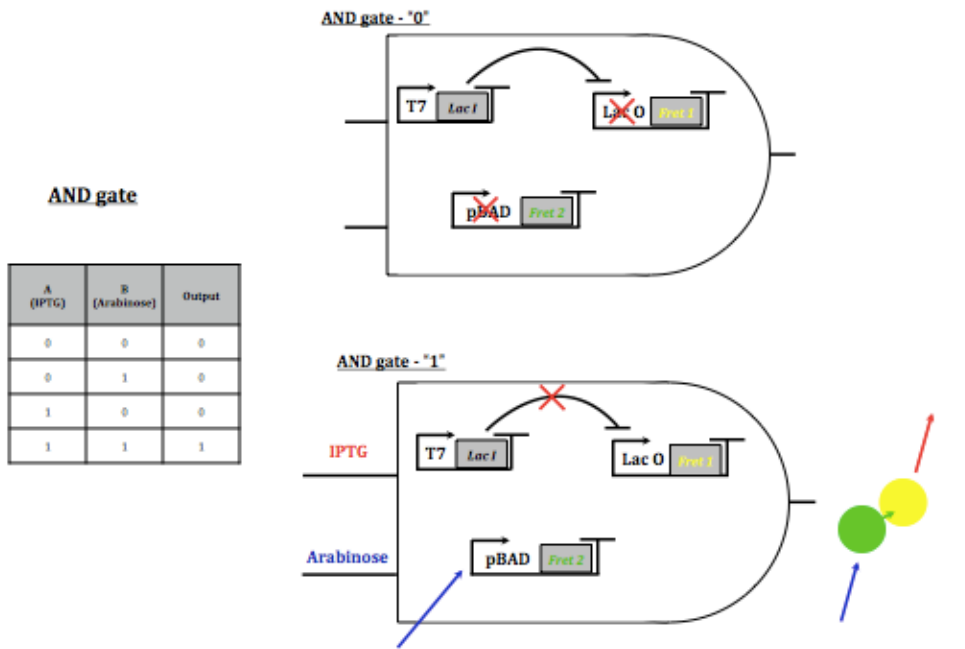 AND gate - "0"
T7 Lac I
Lac O Fret 1
pBAD Fret 2
AND gate
A
(IPTG)
B
(Arabinose)
Output
0 0 0
0 1 0
1 0 0
1 1 1
AND gate - "1"
IPTG
T7 Lac I
Lac O Fret 1
Arabinose
pBAD Fret 2